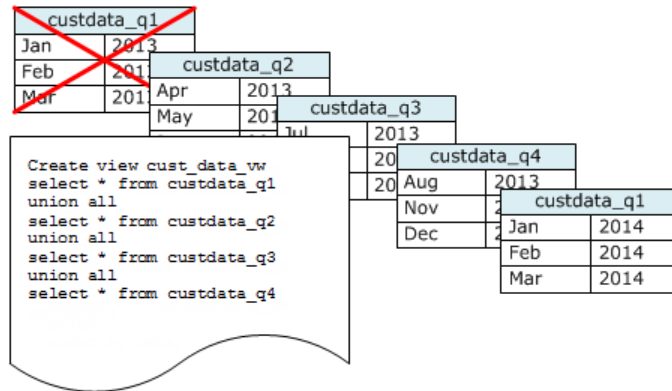 custdata_q1
Jan 2013
Feb
Mar
custdata_q2
Apr 2013
May
custdata_q3
Jul 2013
custdata_q4
Aug 2013
Nov
Dec
custdata_q1
Jan 2014
Feb 2014
Mar 2014
Create view cust_data_vw
select * from custdata_q1
union all
select * from custdata_q2
union all
select * from custdata_q3
union all
select * from custdata_q4